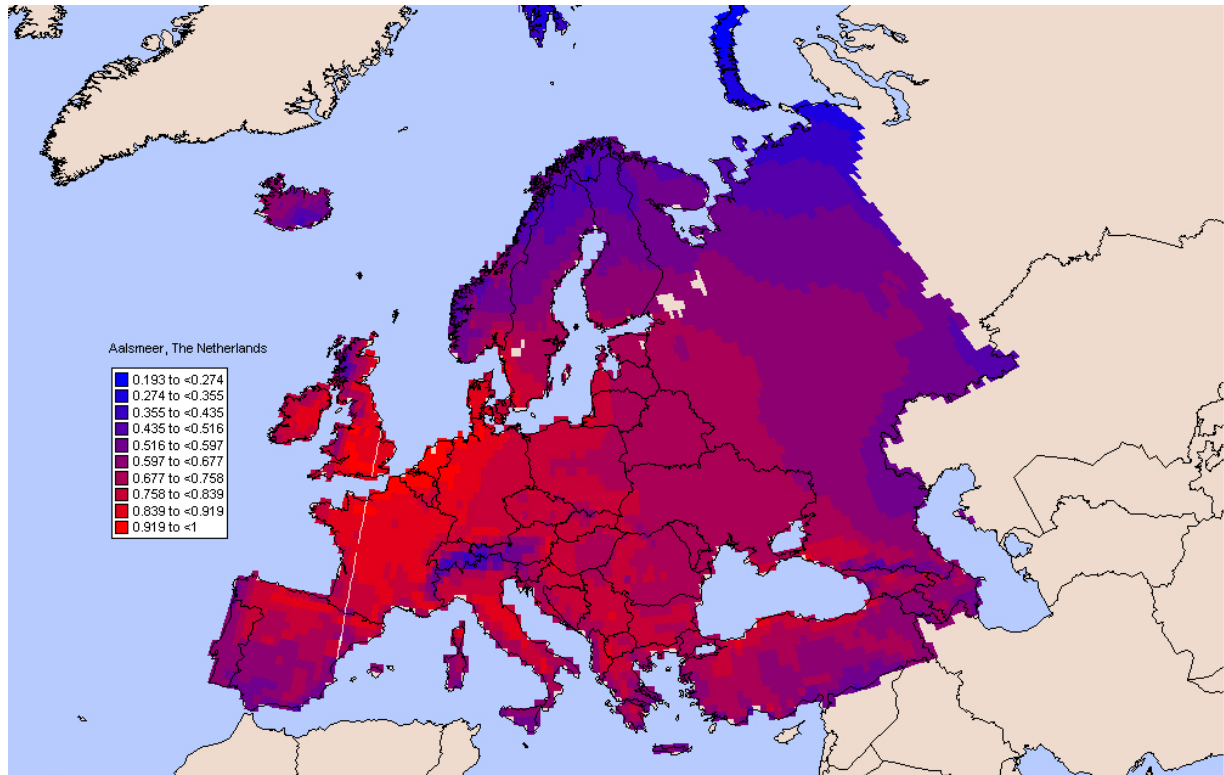 Aalsmeer, The Netherlands
0.193 to <0.274
0.274 to <0.355
0.355 to <0.435
0.435 to <0.516
0.516 to <0.597
0.597 to <0.677
0.677 to <0.758
0.758 to <0.839
0.839 to <0.919
0.919 to <1